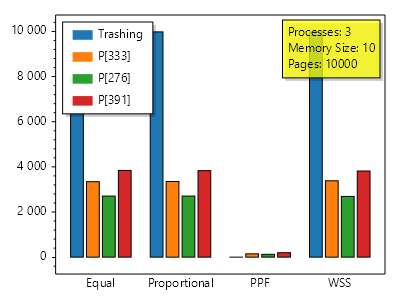 10 000
8 000
6 000
4 000
2 000
0
Trashing
P[333]
P[276]
P[391]
Processes: 3
Memory Size: 10
Pages: 10000
Equal Proportional PPF WSS